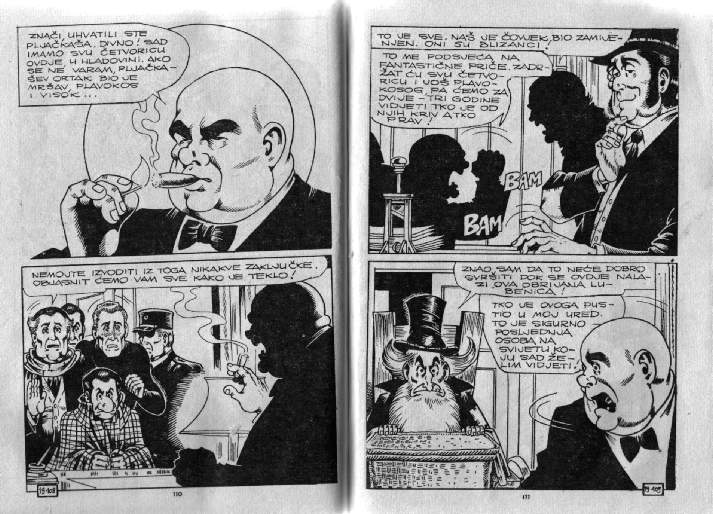 ZNAČI, UHVATILI STE
PLJAČKAŠA. DIVNO! SAD
IMAMO SVU ČETVORICU
OVDJE, U HLADOVINI. AKO
SE NE VARAM, PLJAČKA-
ŠEV ORTAK BIO JE
MRŠAV, PLAVOKOS
I VISOK...
NEMOJTE IZVODITI IZ TOGA NIKAKVE ZAKLJUČKE.
OBJASNIT ĆEMO VAM SVE KAKO JE TEKLO!
110
TO JE SVE. NAŠ JE ČOVJEK BIO ZAMIJE-
NJEN. ONI SU BLIZANCI!
TO ME PODSJEĆA NA
FANTASTIČNE PRIČE. ZADR-
ŽAT ĆU SVU ČETVO-
RICU I JOŠ PLAVO-
KOSOG, PA ĆEMO ZA
DVIJE-TRI GODINE
VIDJETI TKO JE OD
NJIH KRIV A TKO
PRAV!
BAM
BAM
ZNAO SAM DA TO NEĆE DOBRO
SVRŠITI DOK SE OVDJE NALA-
ZI OVA OBRIJANA LU-
BENICA!
TKO JE OVOGA PUS-
TIO U MOJ URED.
TO JE SIGURNO
POSLJEDNJA
OSOBA NA
SVIJETU KO-
JU SAD ŽE-
LIM VIDJETI!
111